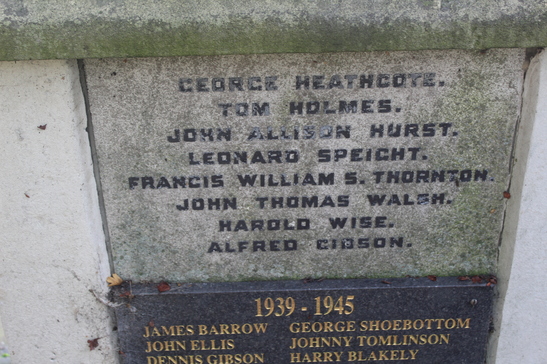 GEORGE HEATHCOTE.
TOM HOLMES.
JOHN ALLISON HURST.
LEONARD SPEIGHT.
FRANCIS WILLIAM S. THORNTON.
JOHN THOMAS WALSH.
HAROLD WISE.
ALFRED GIBSON.
1939 - 1945
JAMES BARROW
JOHN ELLIS
DENNIS GIBSON
GEORGE SHOEBOTTOM
JOHNNY TOMLINSON
HARRY BLAKELY